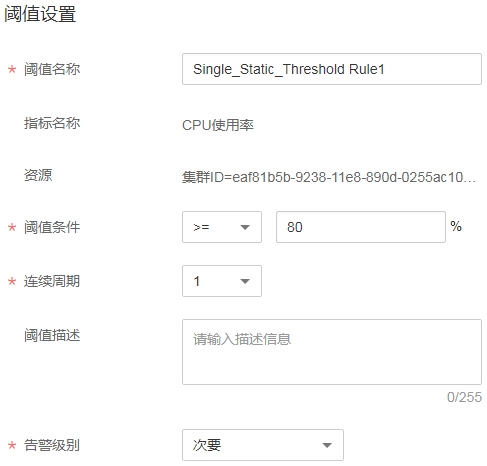 阈值设置
* 阈值名称 Single_Static_Threshold Rule1
指标名称 CPU使用率
资源 集群ID=eaf81b5b-9238-11e8-890d-0255ac10...
* 阈值条件 >= 80 %
* 连续周期 1
阈值描述 请输入描述信息
0/255
* 告警级别 次要